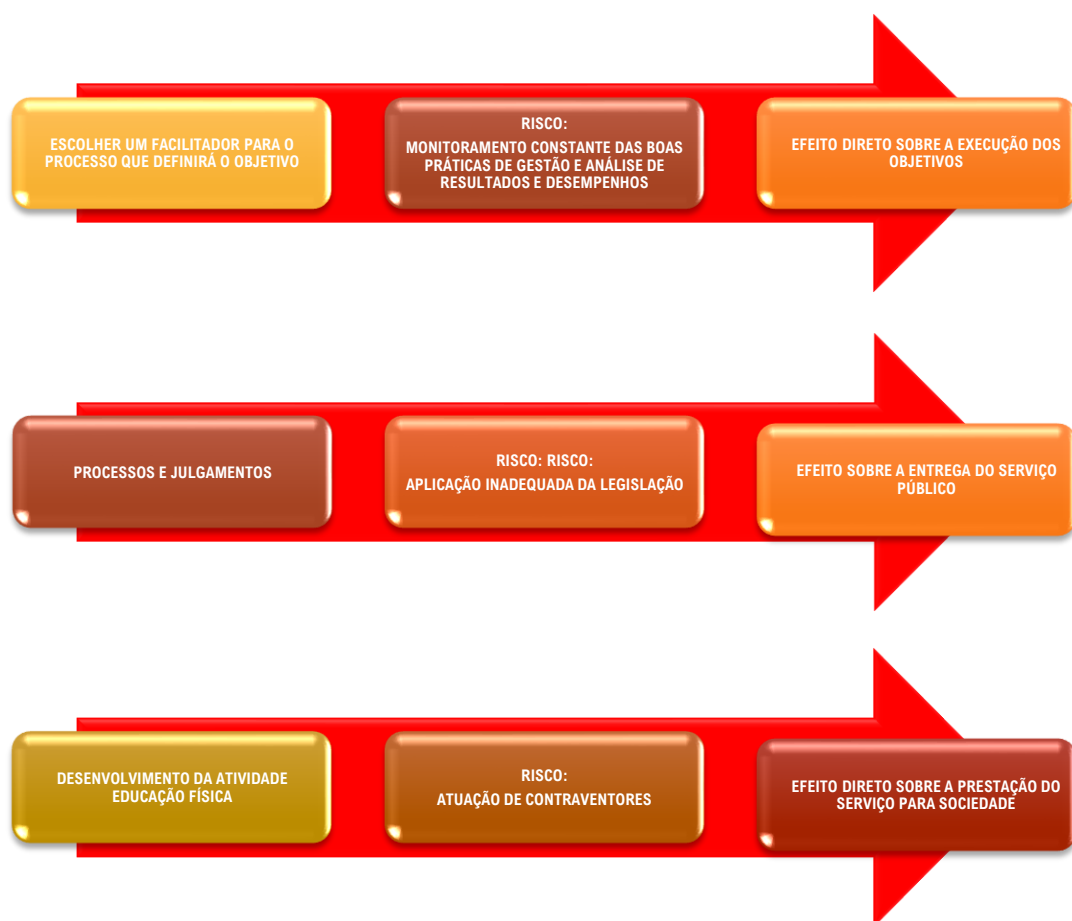 ESCOLHER UM FACILITADOR PARA O
PROCESSO QUE DEFINIRÁ O OBJETIVO
RISCO:
MONITORAMENTO CONSTANTE DAS BOAS
PRÁTICAS DE GESTÃO E ANÁLISE DE
RESULTADOS E DESEMPENHOS
EFEITO DIRETO SOBRE A EXECUÇÃO DOS
OBJETIVOS
PROCESSOS E JULGAMENTOS
RISCO: RISCO:
APLICAÇÃO INADEQUADA DA LEGISLAÇÃO
EFEITO SOBRE A ENTREGA DO SERVIÇO
PÚBLICO
DESENVOLVIMENTO DA ATIVIDADE
EDUCAÇÃO FÍSICA
RISCO:
ATUAÇÃO DE CONTRAVENTORES
EFEITO DIRETO SOBRE A PRESTAÇÃO DO
SERVIÇO PARA SOCIEDADE